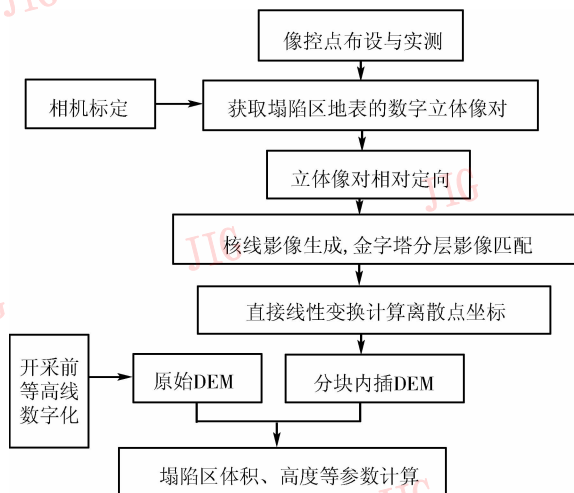 JIG
像控点布设与实测
相机标定
获取塌陷区地表的数字立体像对
立体像对相对定向
JIG
核线影像生成,金字塔分层影像匹配
JIG
直接线性变换计算离散点坐标
开采前
等高线
数字化
原始DEM
分块内插DEM
塌陷区体积、高度等参数计算
JIG